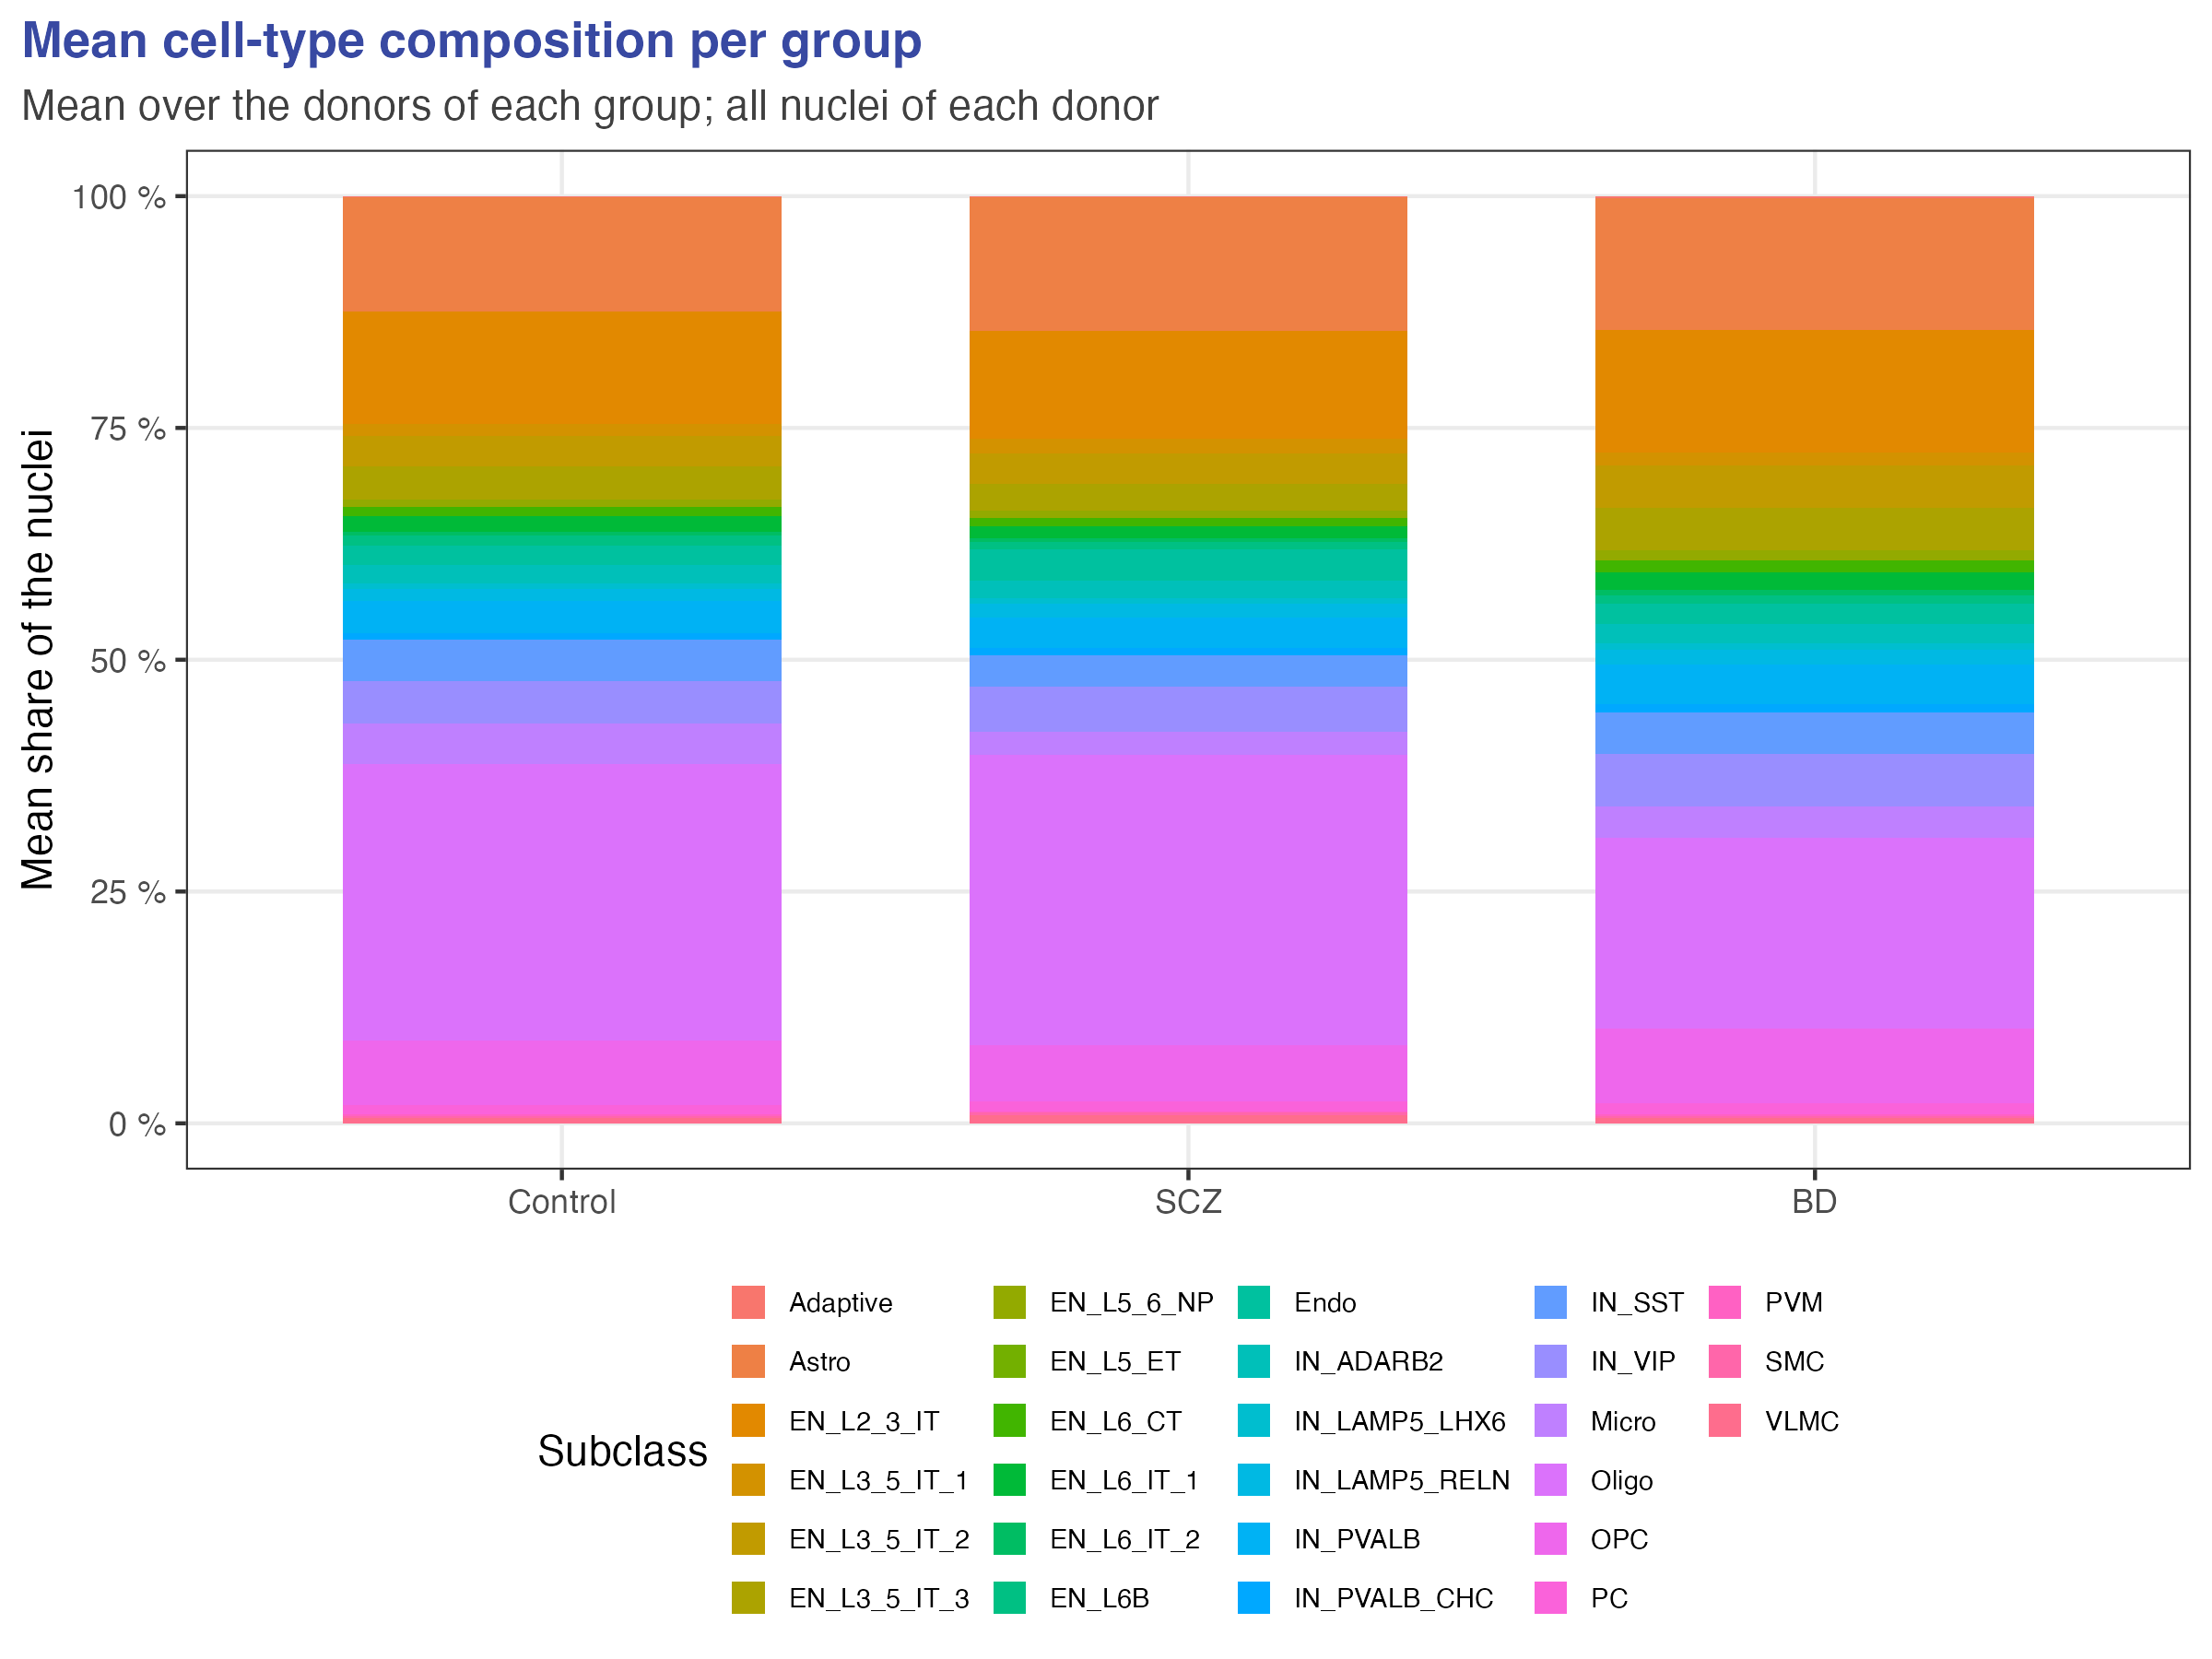 Mean cell-type composition per group
Mean over the donors of each group; all nuclei of each donor
Mean share of the nuclei
100 %
75 %
50 %
25 %
0 %
Control
SCZ
BD
Subclass
Adaptive
Astro
EN_L2_3_IT
EN_L3_5_IT_1
EN_L3_5_IT_2
EN_L3_5_IT_3
EN_L5_6_NP
EN_L5_ET
EN_L6_CT
EN_L6_IT_1
EN_L6_IT_2
EN_L6B
Endo
IN_ADARB2
IN_LAMP5_LHX6
IN_LAMP5_RELN
IN_PVALB
IN_PVALB_CHC
IN_SST
IN_VIP
Micro
Oligo
OPC
PC
PVM
SMC
VLMC